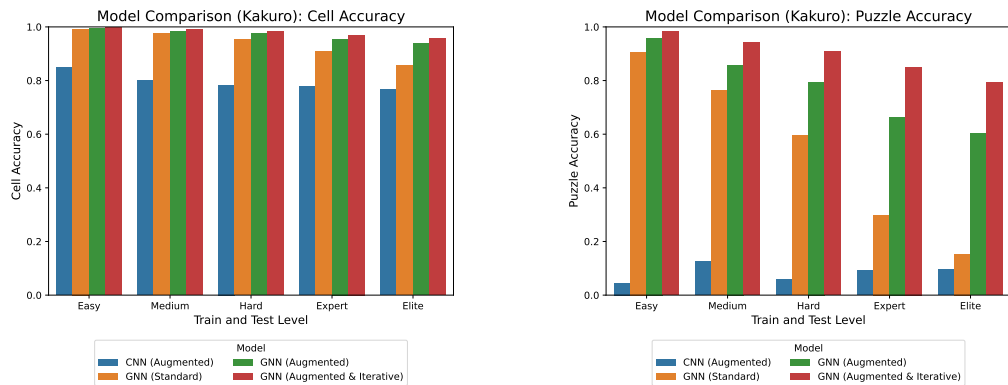 Model Comparison (Kakuro): Cell Accuracy
1.0
0.8
0.6
0.4
0.2
0.0
Cell Accuracy
Easy
Medium
Hard
Expert
Elite
Train and Test Level
Model
CNN (Augmented)
GNN (Standard)
GNN (Augmented)
GNN (Augmented & Iterative)
Model Comparison (Kakuro): Puzzle Accuracy
1.0
0.8
0.6
0.4
0.2
0.0
Puzzle Accuracy
Easy
Medium
Hard
Expert
Elite
Train and Test Level
Model
CNN (Augmented)
GNN (Standard)
GNN (Augmented)
GNN (Augmented & Iterative)